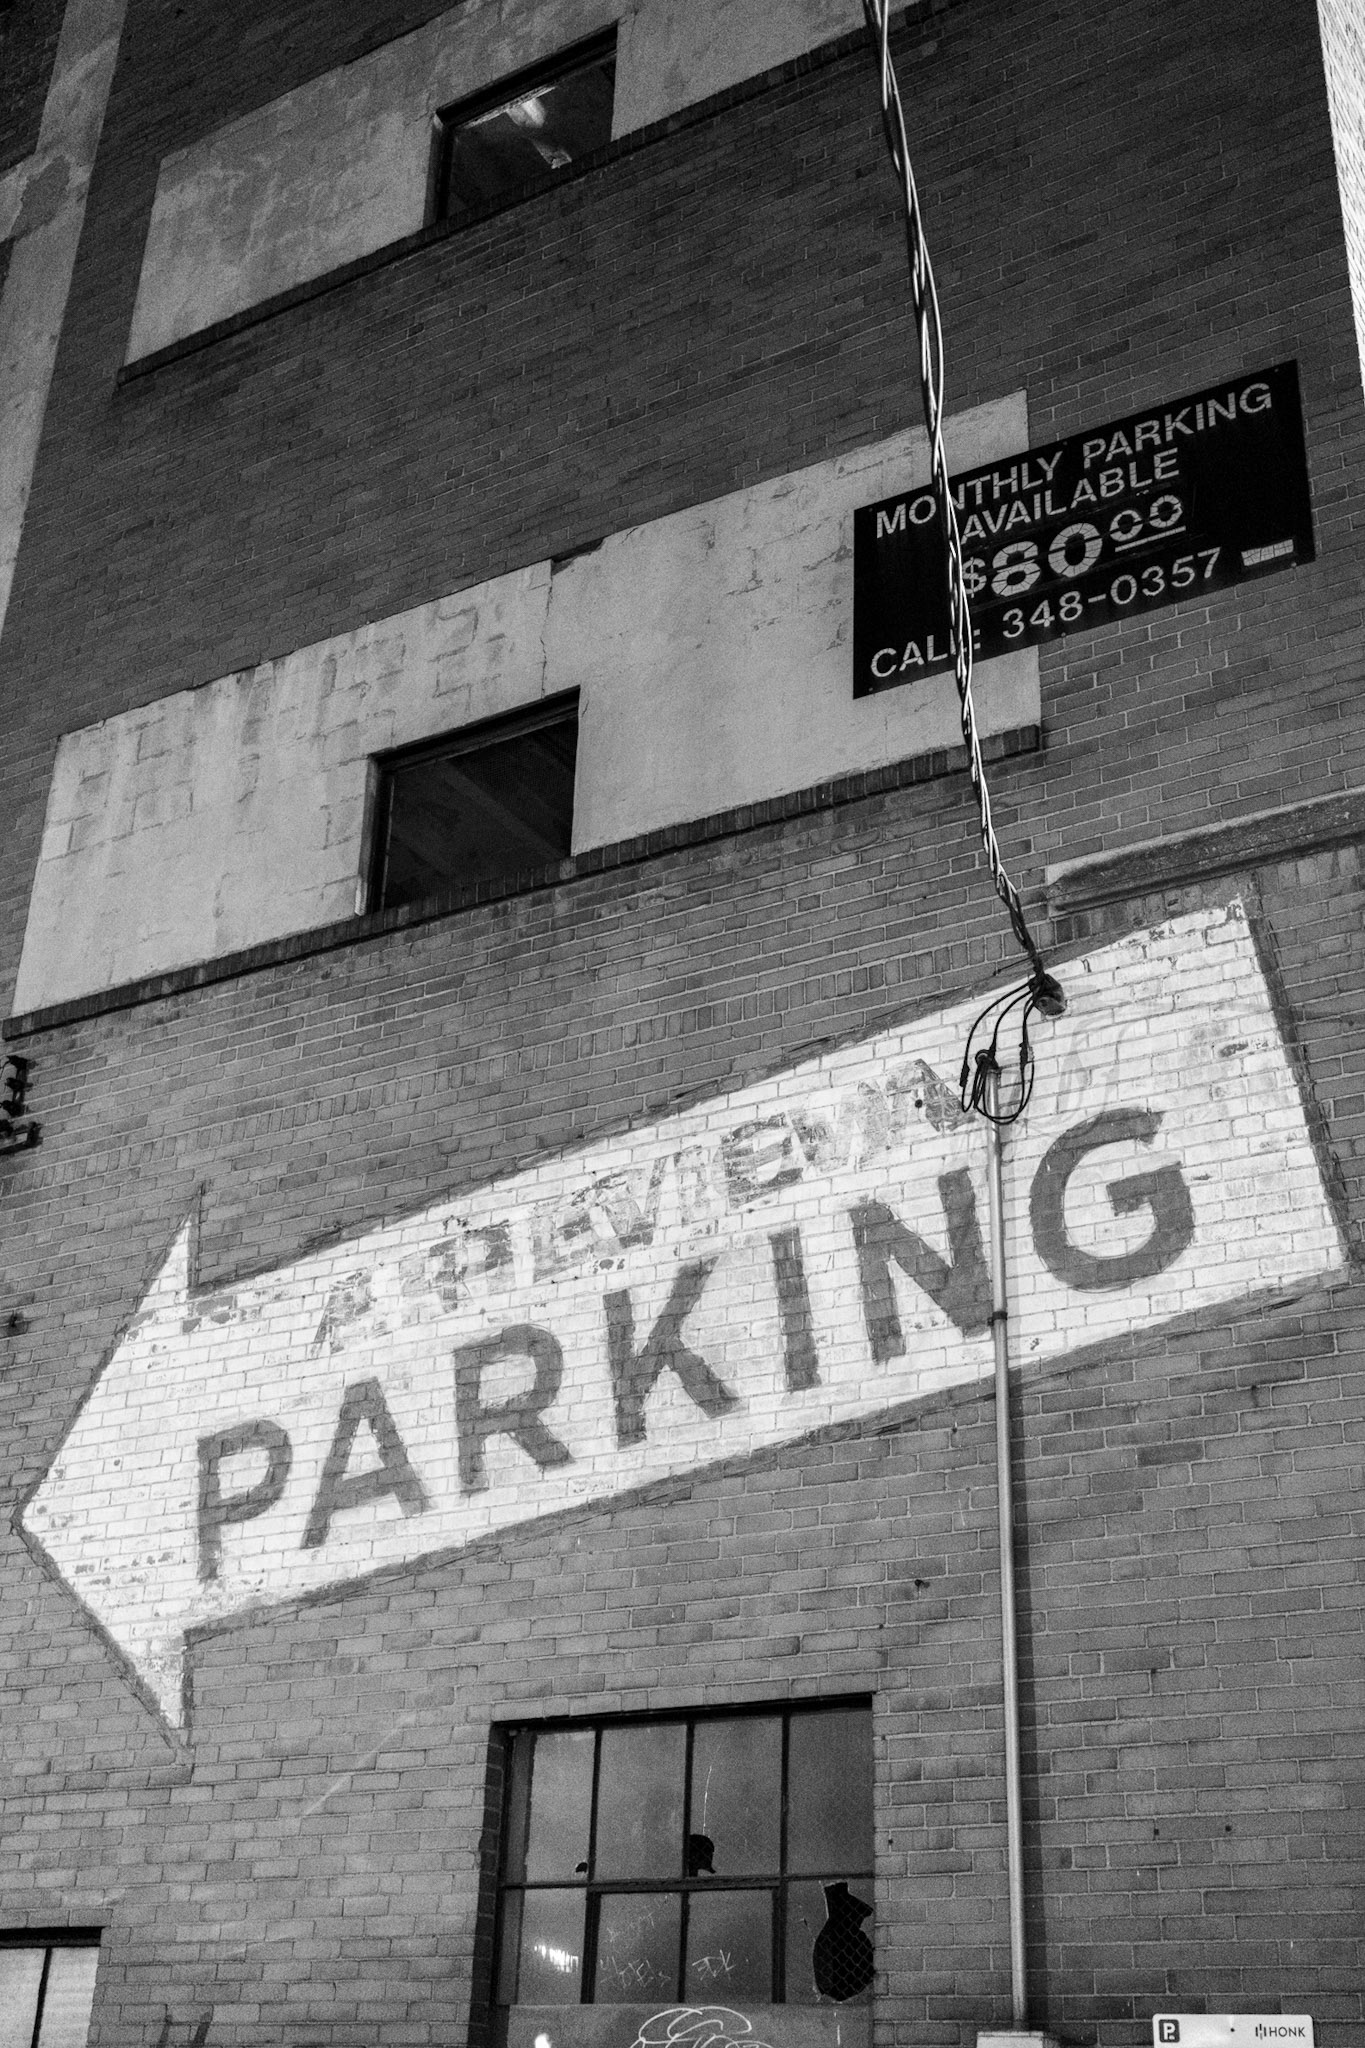 MONTHLY PARKING
AVAILABLE
$80.00
CALL: 348-0357
PARKING
P HONK